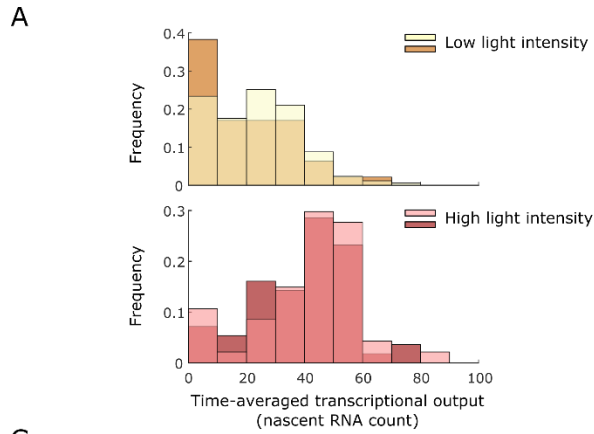 A
0.4
0.3
0.2
0.1
0
Frequency
Low light intensity
0.3
0.2
0.1
0
Frequency
High light intensity
0 20 40 60 80 100
Time-averaged transcriptional output
(nascent RNA count)